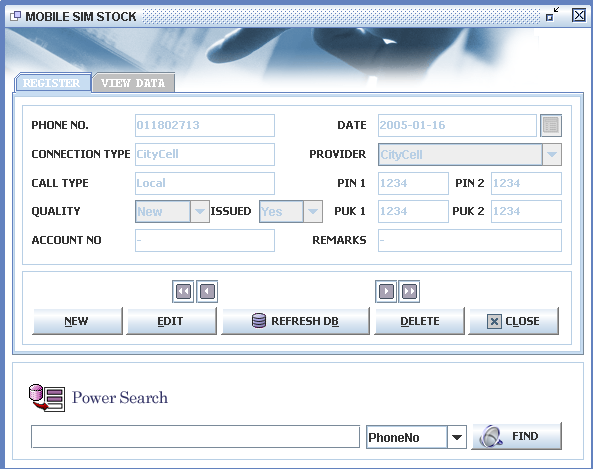 MOBILE SIM STOCK
REGISTER VIEW DATA
PHONE NO. 011802713 DATE 2005-01-16
CONNECTION TYPE CityCell PROVIDER CityCell
CALL TYPE Local PIN 1 1234 PIN 2 1234
QUALITY New ISSUED Yes PUK 1 1234 PUK 2 1234
ACCOUNT NO - REMARKS -
NEW EDIT REFRESH DB DELETE CLOSE
Power Search
PhoneNo FIND